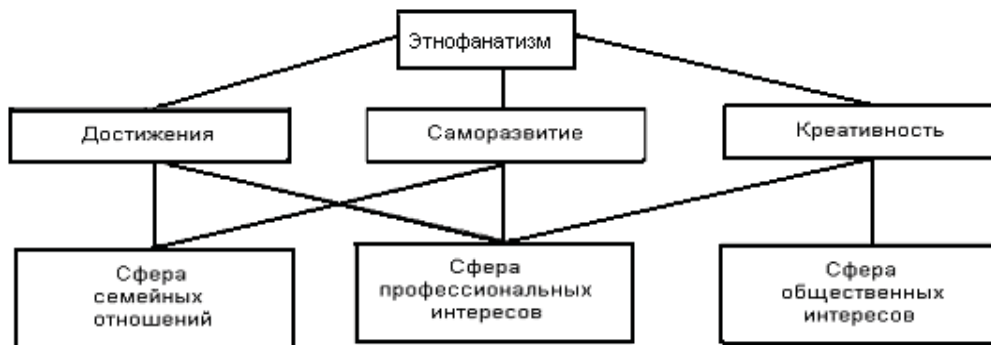 Этнофанатизм
Достижения
Саморазвитие
Креативность
Сфера
семейных
отношений
Сфера
профессиональных
интересов
Сфера
общественных
интересов